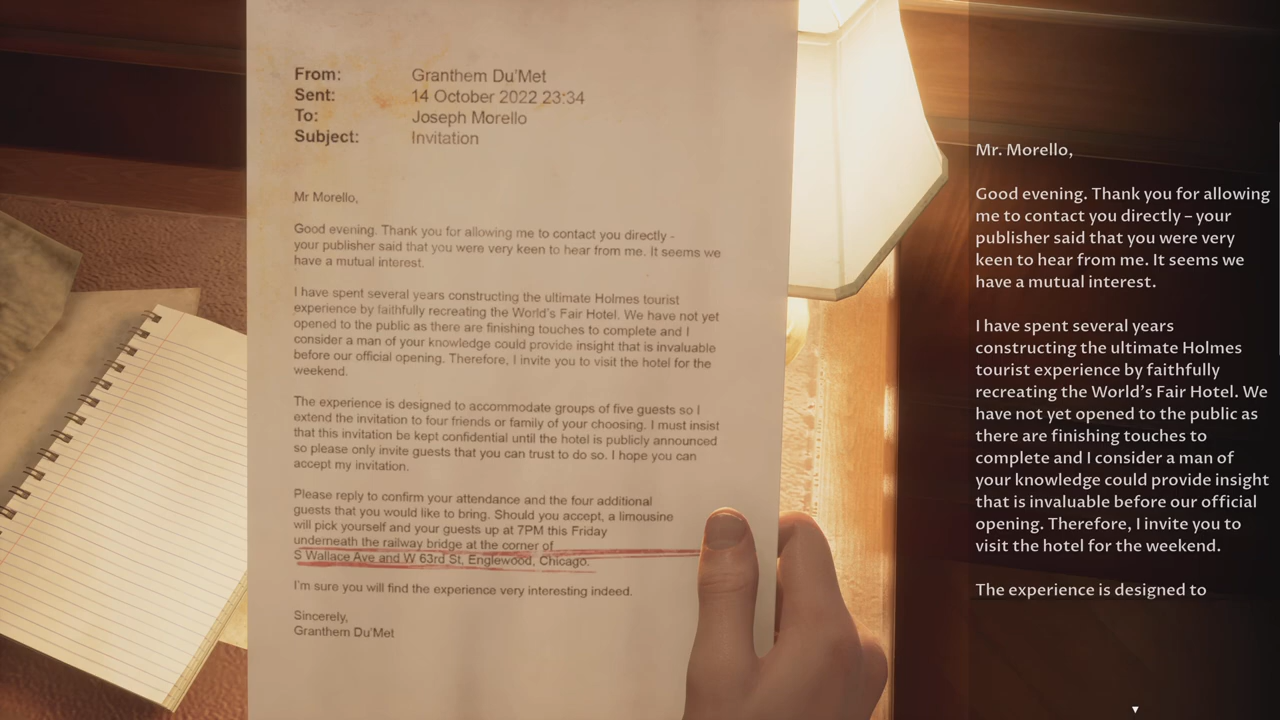 From: Granthem Du'Met
Sent: 14 October 2022 23:34
To: Joseph Morello
Subject: Invitation
Mr Morello,
Good evening. Thank you for allowing me to contact you directly -
your publisher said that you were very keen to hear from me. It seems we
have a mutual interest.
I have spent several years constructing the ultimate Holmes tourist
experience by faithfully recreating the World's Fair Hotel. We have not yet
opened to the public as there are finishing touches to complete and I
consider a man of your knowledge could provide insight that is invaluable
before our official opening. Therefore, I invite you to visit the hotel for the
weekend.
The experience is designed to accommodate groups of five guests so I
extend the invitation to four friends or family of your choosing. I must insist
that this invitation be kept confidential until the hotel is publicly announced
so please only invite guests that you can trust to do so. I hope you can
accept my invitation.
Please reply to confirm your attendance and the four additional
guests that you would like to bring. Should you accept, a limousine
will pick yourself and your guests up at 7PM this Friday
underneath the railway bridge at the corner of
S Wallace Ave and W 63rd St, Englewood, Chicago.
I'm sure you will find the experience very interesting indeed.
Sincerely,
Granthem Du'Met
Mr. Morello,
Good evening. Thank you for allowing
me to contact you directly – your
publisher said that you were very
keen to hear from me. It seems we
have a mutual interest.
I have spent several years
constructing the ultimate Holmes
tourist experience by faithfully
recreating the World's Fair Hotel. We
have not yet opened to the public as
there are finishing touches to
complete and I consider a man of
your knowledge could provide insight
that is invaluable before our official
opening. Therefore, I invite you to
visit the hotel for the weekend.
The experience is designed to